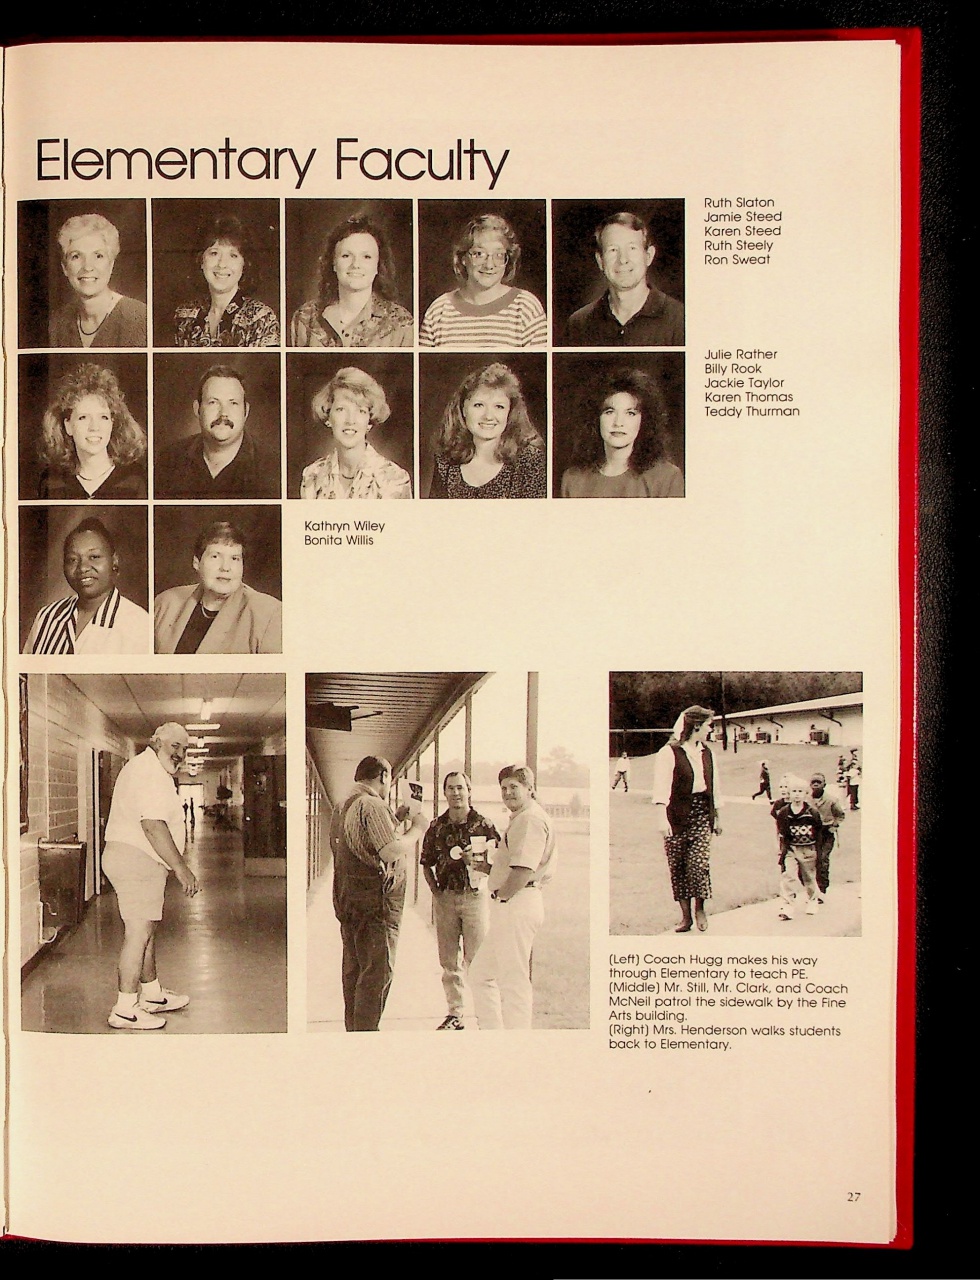 Elementary Faculty
Ruth Slaton
Jamie Steed
Karen Steed
Ruth Steely
Ron Sweat
Julie Rather
Billy Rook
Jackie Taylor
Karen Thomas
Teddy Thurman
Kathryn Wiley
Bonita Willis
(Left) Coach Hugg makes his way
through Elementary to teach PE.
(Middle) Mr. Still, Mr. Clark, and Coach
McNeil patrol the sidewalk by the Fine
Arts building.
(Right) Mrs. Henderson walks students
back to Elementary.
27